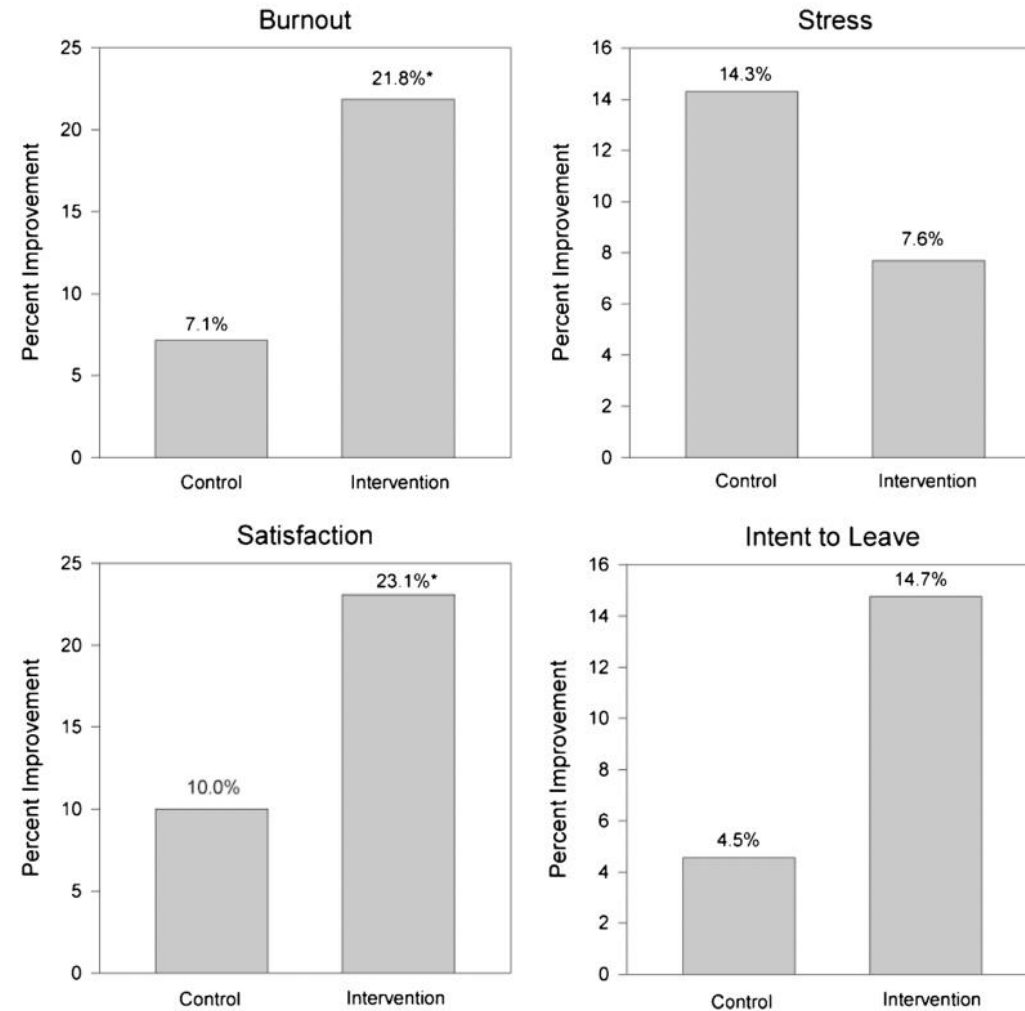 Burnout
Percent Improvement
25
20
15
10
5
0
7.1%
21.8%*
Control
Intervention
Stress
Percent Improvement
16
14
12
10
8
6
4
2
0
14.3%
7.6%
Control
Intervention
Satisfaction
Percent Improvement
25
20
15
10
5
0
10.0%
23.1%*
Control
Intervention
Intent to Leave
Percent Improvement
16
14
12
10
8
6
4
2
0
4.5%
14.7%
Control
Intervention